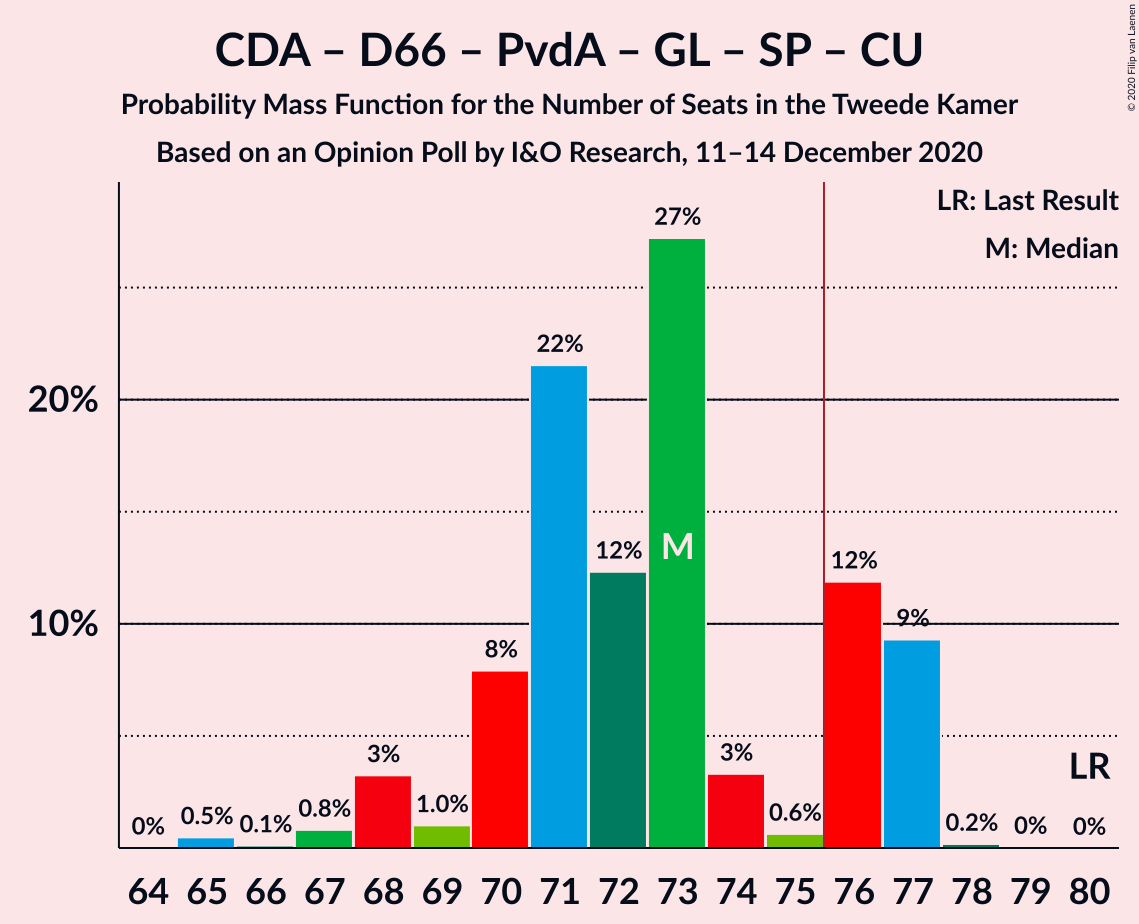 CDA – D66 – PvdA – GL – SP – CU
Probability Mass Function for the Number of Seats in the Tweede Kamer
Based on an Opinion Poll by I&O Research, 11–14 December 2020
© 2020 Filip van Laenen
LR: Last Result
M: Median
27%
22%
20%
12%
M
12%
10%
9%
8%
3%
3%
LR
0%
0.5%
0.1%
0.8%
1.0%
0.6%
0.2%
0%
0%
64 65 66 67 68 69 70 71 72 73 74 75 76 77 78 79 80